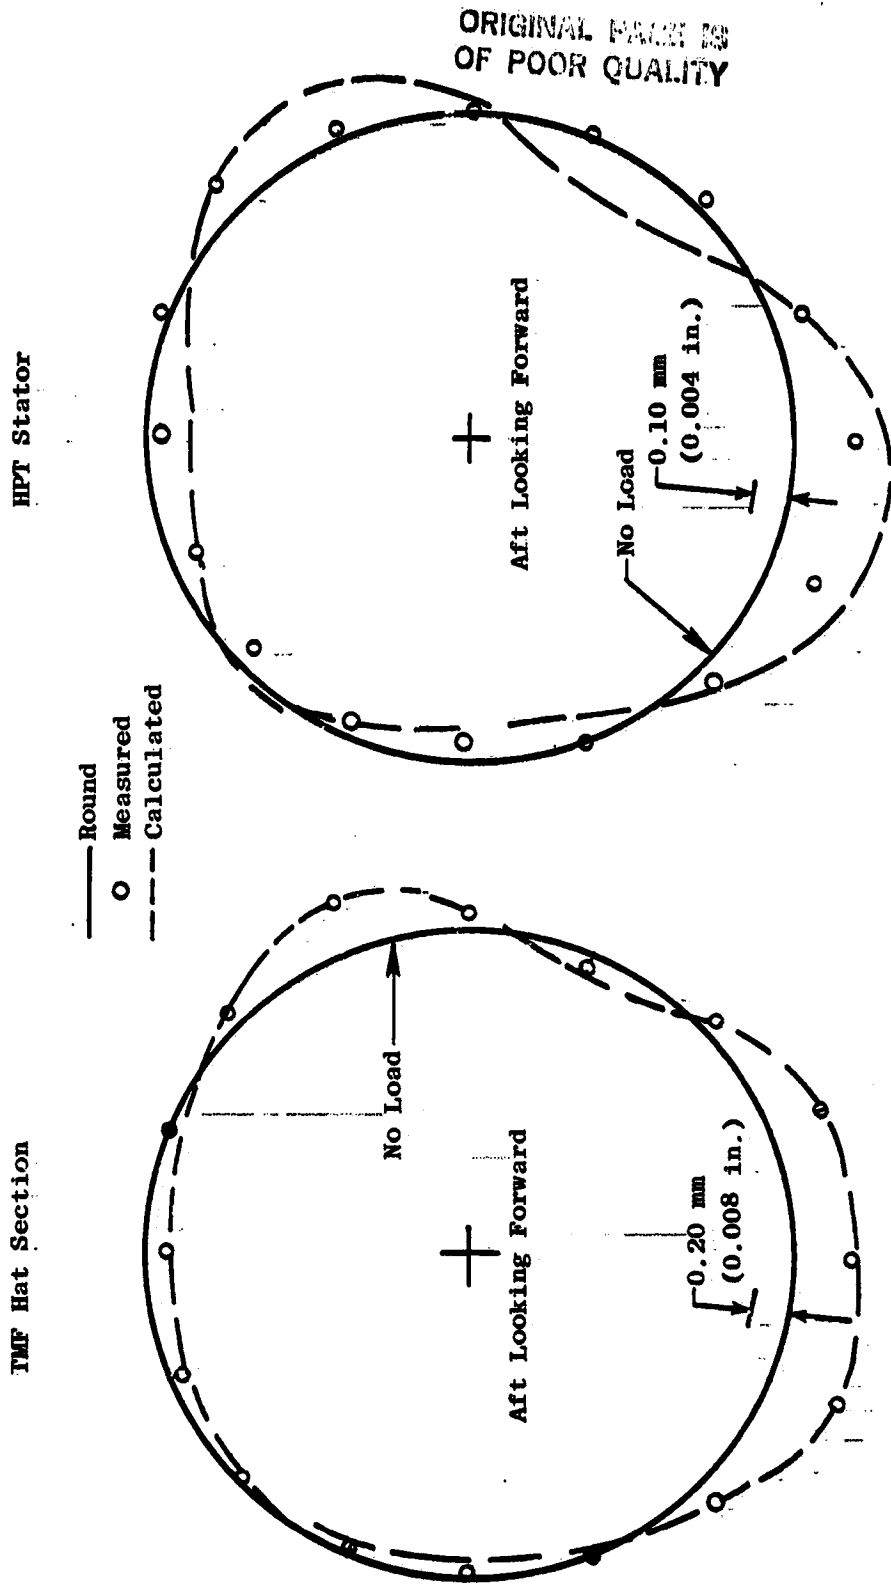 ORIGINAL PAGE IS
OF POOR QUALITY
TMF Hat Section
HPT Stator
Round
Measured
Calculated
No Load
Aft Looking Forward
0.20 mm
(0.008 in.)
Aft Looking Forward
No Load
0.10 mm
(0.004 in.)